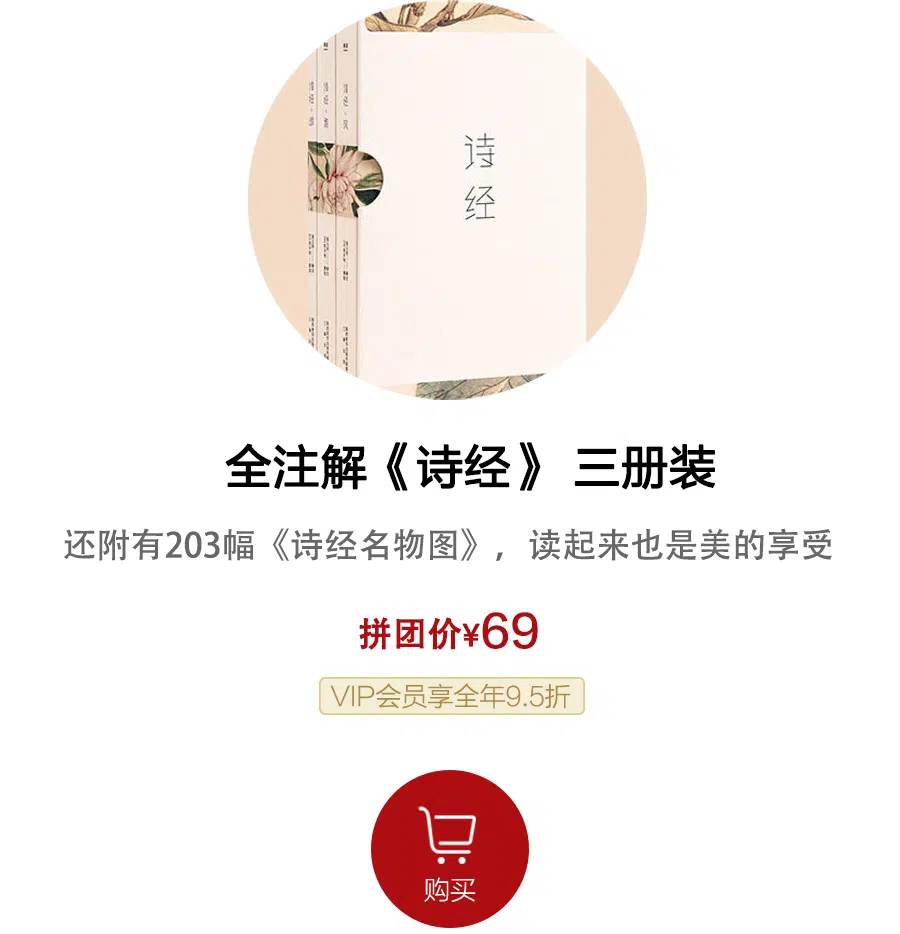 诗经
全注解《诗经》 三册装
还附有203幅《诗经名物图》，读起来也是美的享受
拼团价¥69
VIP会员享全年9.5折
购买